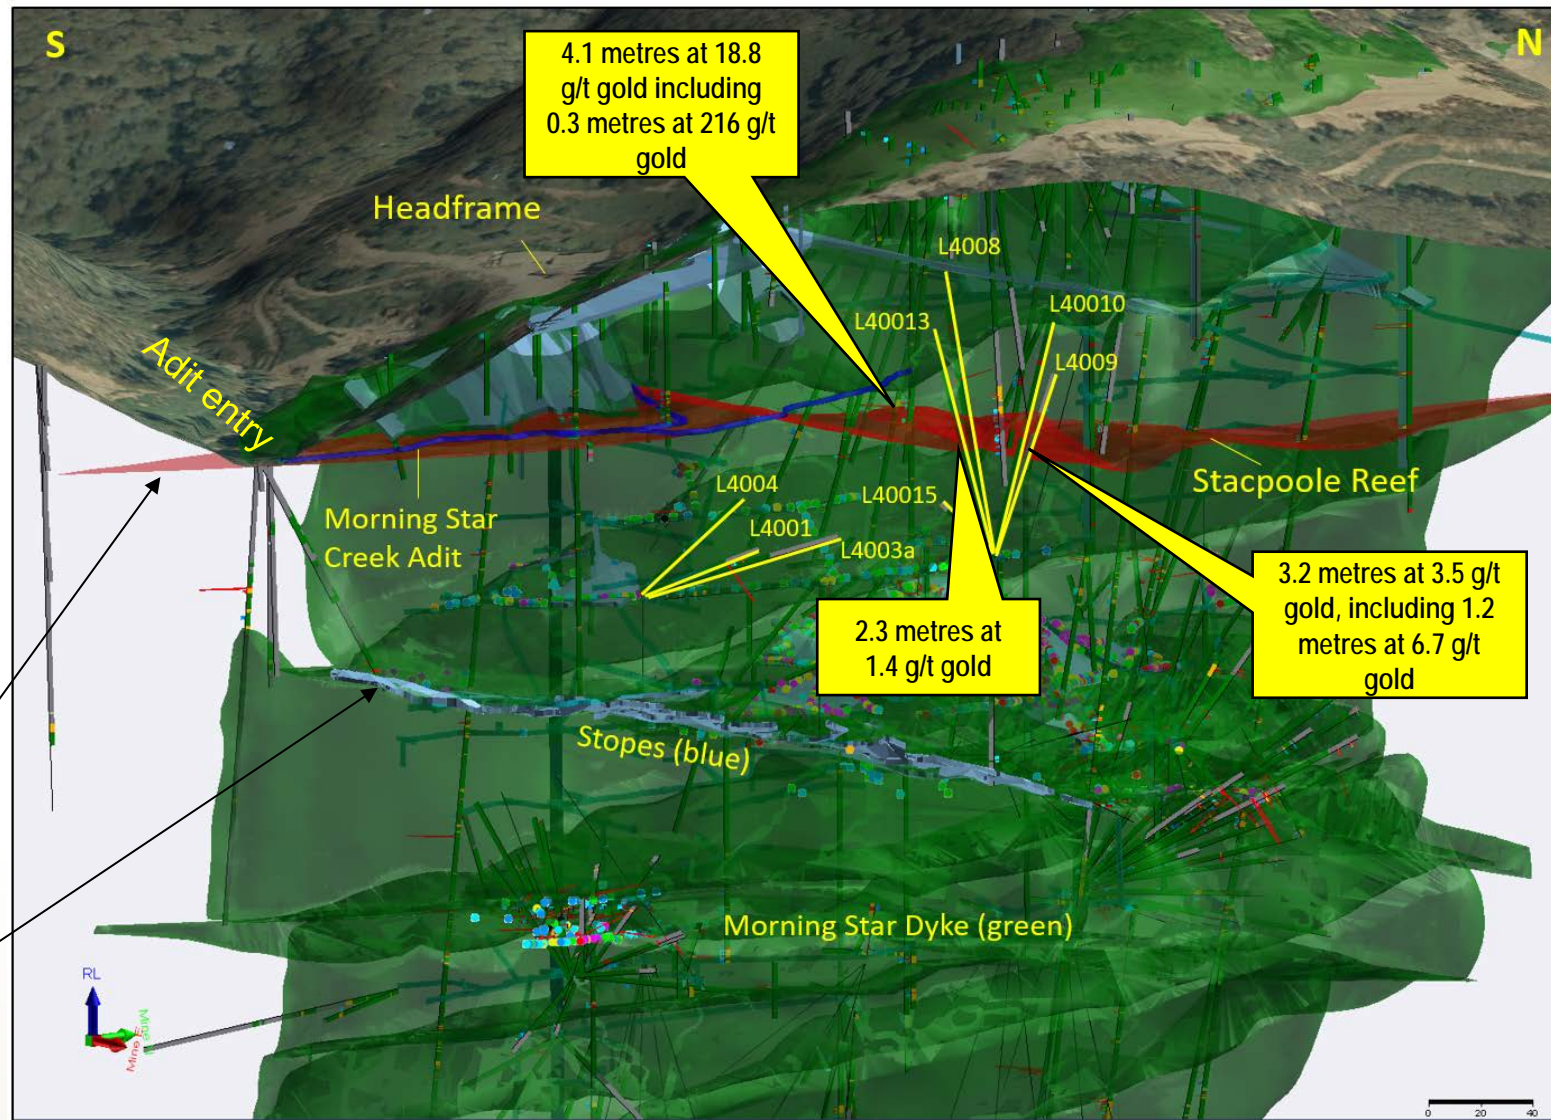 S
N
4.1 metres at 18.8
g/t gold including
0.3 metres at 216 g/t
gold
Headframe
L4008
L40013
L40010
L4009
Adit entry
Stacpoole Reef
Morning Star
Creek Adit
L4004
L40015
L4001
L4003a
3.2 metres at 3.5 g/t
gold, including 1.2
metres at 6.7 g/t
gold
2.3 metres at
1.4 g/t gold
Stopes (blue)
Morning Star Dyke (green)
RL
Mine
Mine
0
20
40